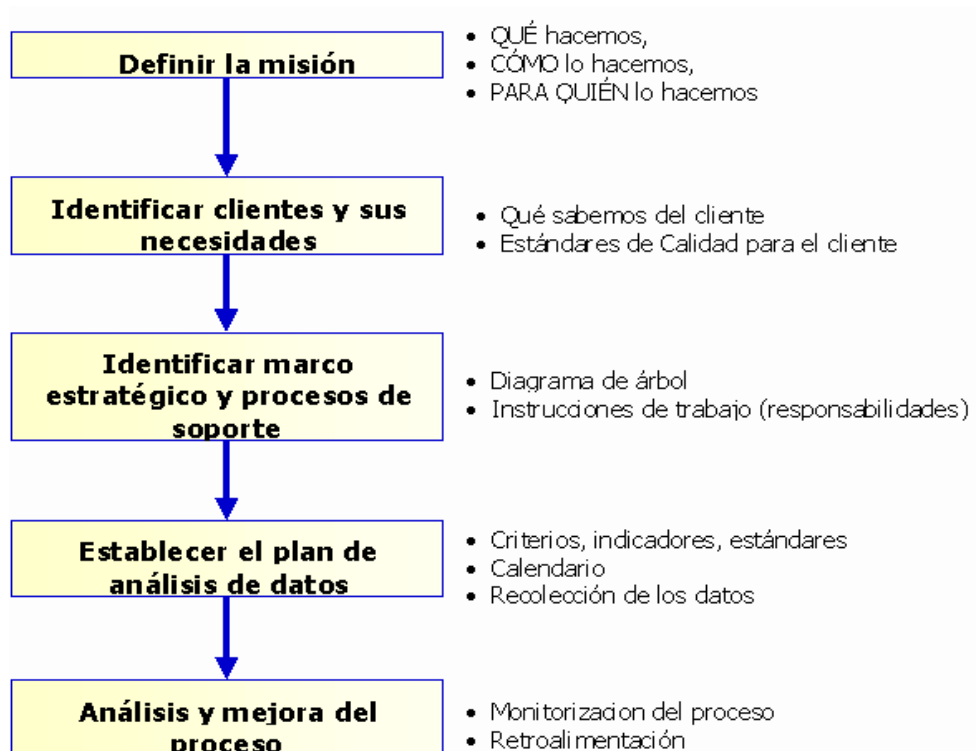 Definir la misión
• QUÉ hacemos,
• CÓMO lo hacemos,
• PARA QUIÉN lo hacemos
Identificar clientes y sus
necesidades
• Qué sabemos del cliente
• Estándares de Calidad para el cliente
Identificar marco
estratégico y procesos de
soporte
• Diagrama de árbol
• Instrucciones de trabajo (responsabilidades)
Establecer el plan de
análisis de datos
• Criterios, indicadores, estándares
• Calendario
• Recolección de los datos
Análisis y mejora del
proceso
• Monitorizacion del proceso
• Retroalimentación